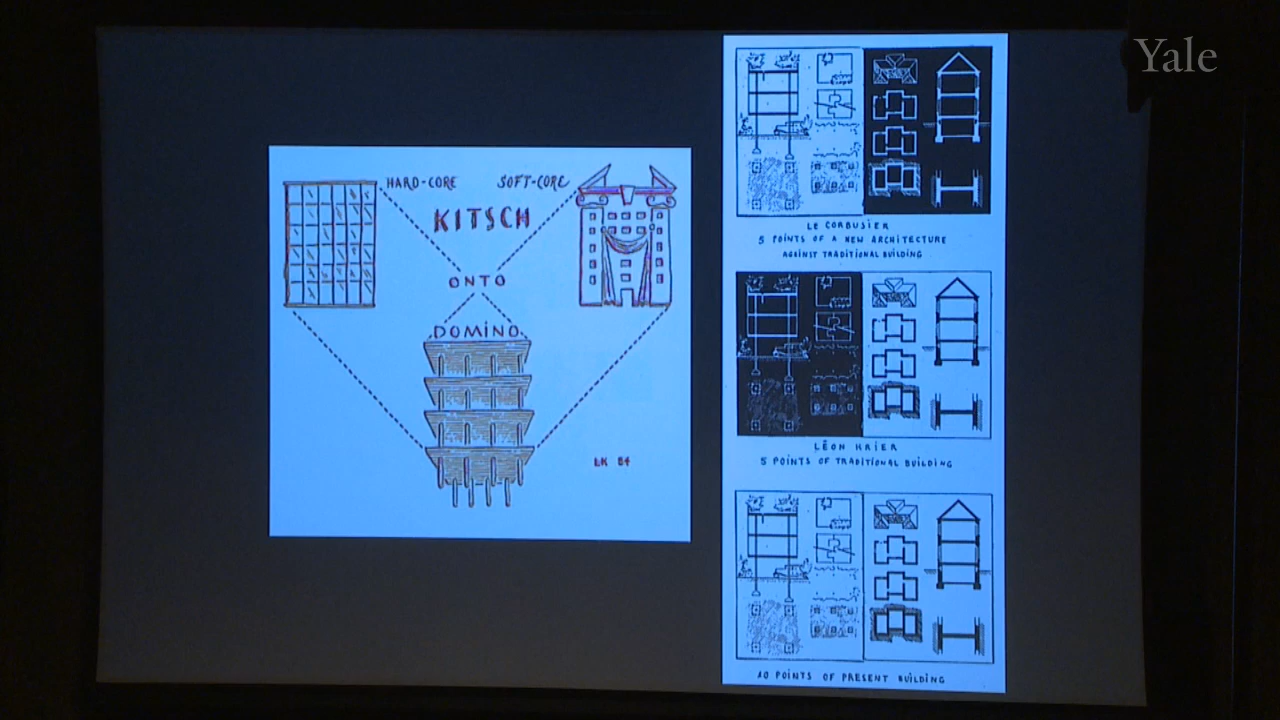 HARD-CORE
SOFT-CORE
KITSCH
ONTO
DOMINO
LK 84
LE CORBUSIER
5 POINTS OF A NEW ARCHITECTURE
AGAINST TRADITIONAL BUILDING
LÉON KRIER
5 POINTS OF TRADITIONAL BUILDING
10 POINTS OF PRESENT BUILDING
Yale